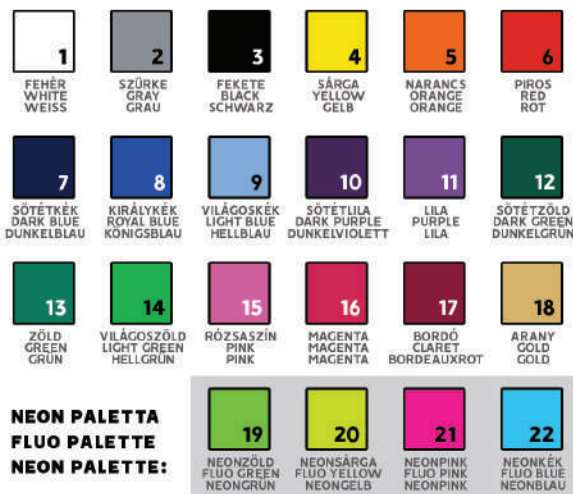 1 2 3 4 5 6
FEHÉR SZÜRKE FEKETE SÁRGA NARANCS PIROS
WHITE GRAY BLACK YELLOW ORANGE RED
WEISS GRAU SCHWARZ GELB ORANGE ROT
7 8 9 10 11 12
SÖTÉTKÉK KIRÁLYKÉK VILÁGOSKÉK SÖTÉTLILA LILA SÖTÉTZÖLD
DARK BLUE ROYAL BLUE LIGHT BLUE DARK PURPLE PURPLE DARK GREEN
DUNKELBLAU KÖNIGSBLAU HELLBLAU DUNKELVIOLETT LILA DUNKELGRÜN
13 14 15 16 17 18
ZÖLD VILÁGOSZÖLD RÓZSASZÍN MAGENTA BORDÓ ARANY
GREEN LIGHT GREEN PINK MAGENTA CLARET GOLD
GRÜN HELLGRÜN PINK MAGENTA BORDEAUXROT GOLD
NEON PALETTA
FLUO PALETTE
NEON PALETTE:
19 20 21 22
NEONZÖLD NEONSÁRGA NEONPINK NEONKÉK
FLUO GREEN FLUO YELLOW FLUO PINK FLUO BLUE
NEONGRÜN NEONGELB NEONPINK NEONBLAU